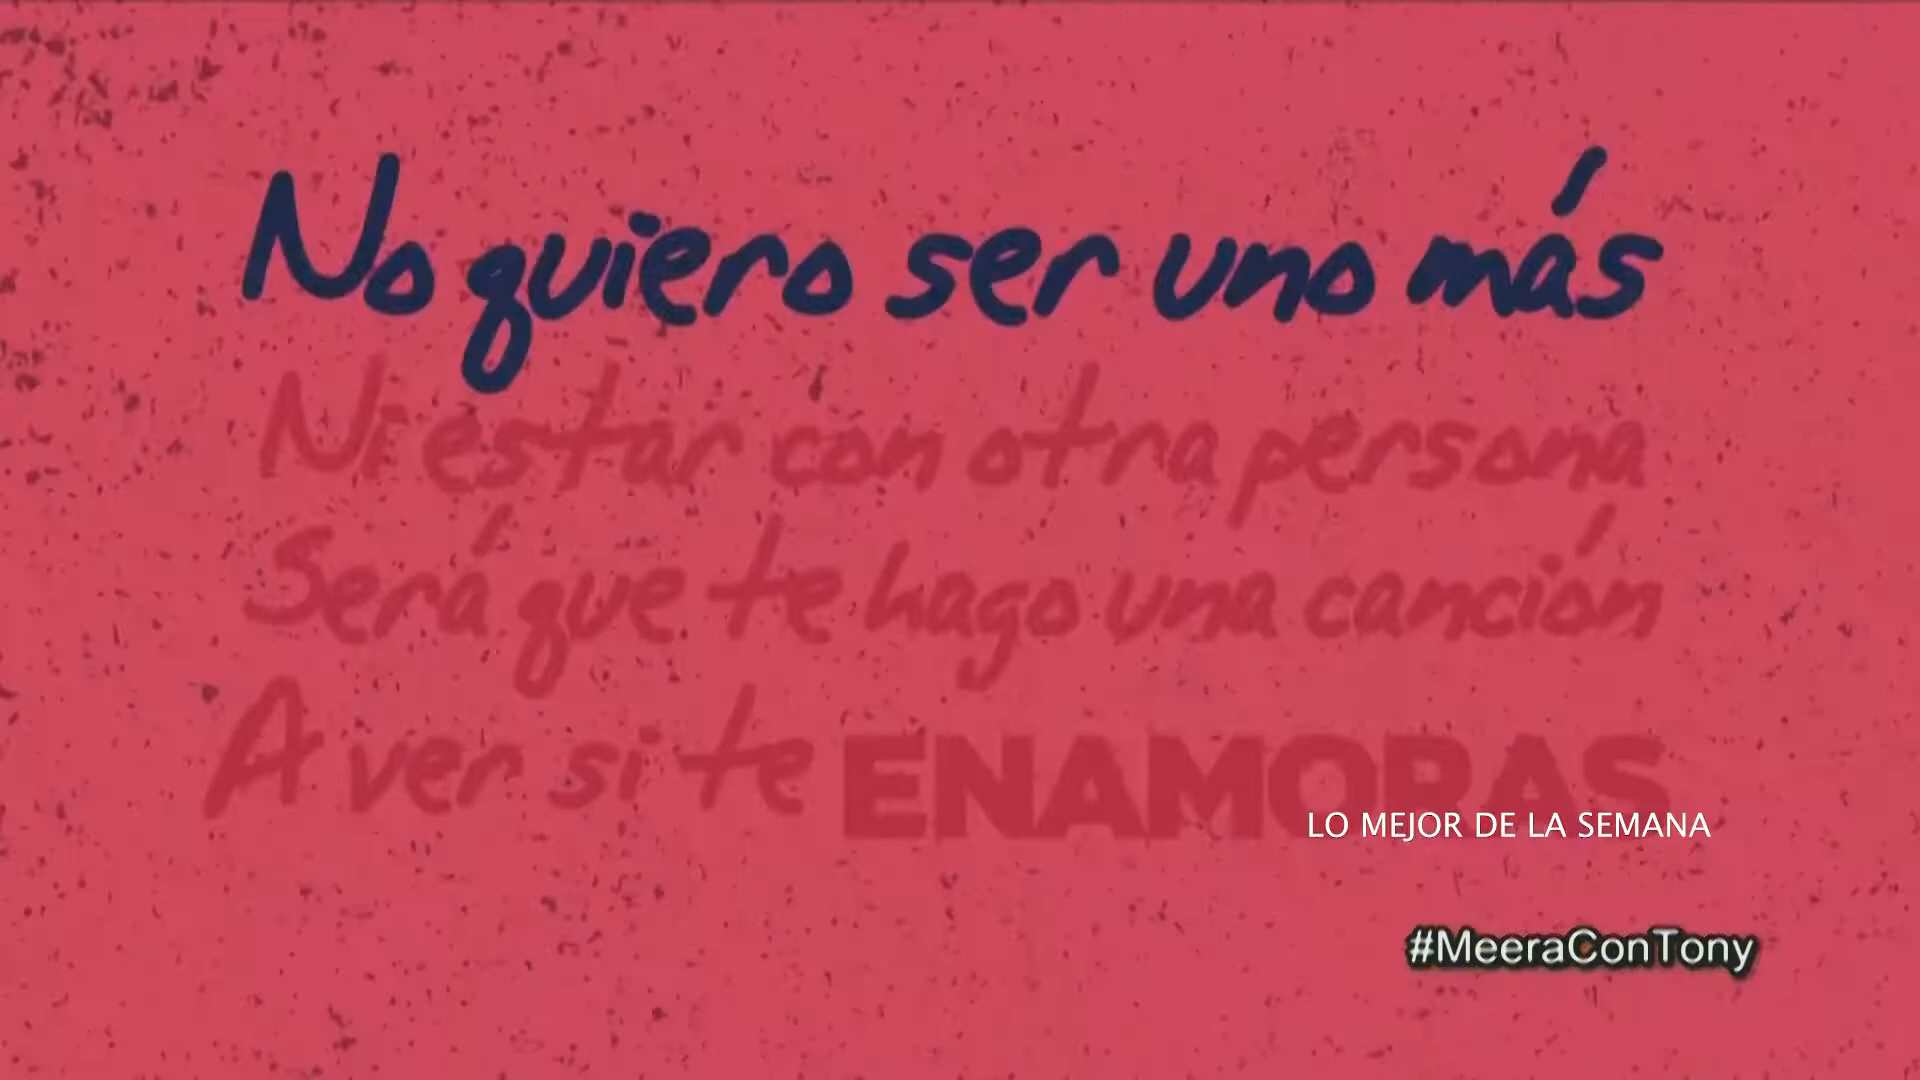 No quiero ser uno más
Ni estar con otra persona
Será que te hago una canción
A ver si te ENAMORAS
LO MEJOR DE LA SEMANA
#MeeraConTony